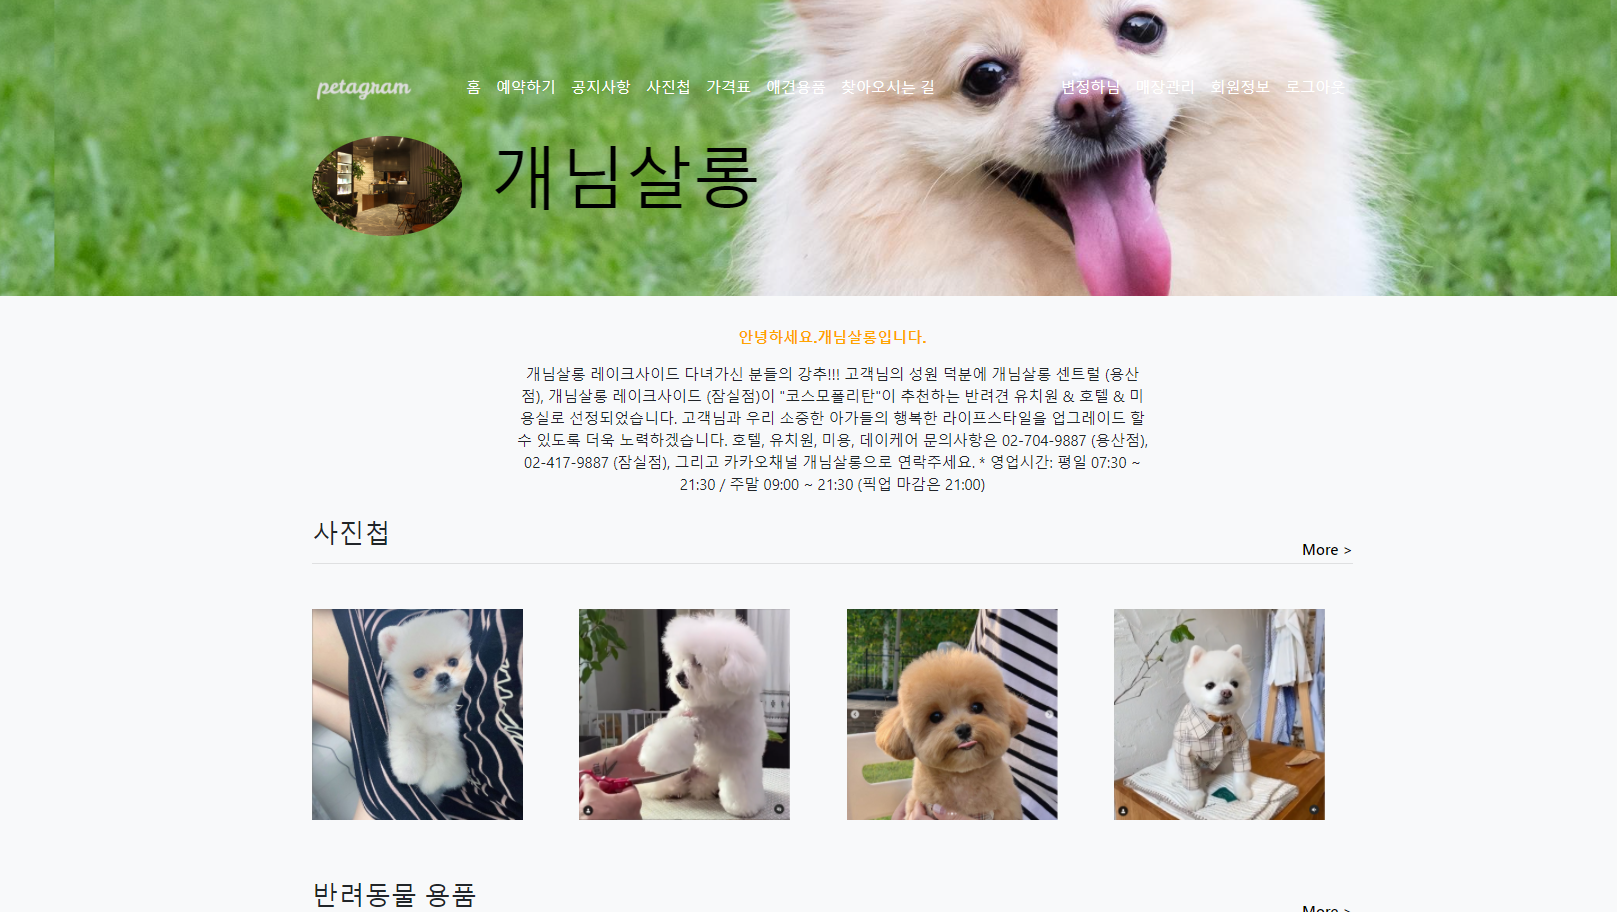 petagram 홈 예약하기 공지사항 사진첩 가격표 애견용품 찾아오시는 길 변정하님 매장관리 회원정보 로그아웃
개님살롱
안녕하세요.개님살롱입니다.
개님살롱 레이크사이드 다녀가신 분들의 강추!!! 고객님의 성원 덕분에 개님살롱 센트럴 (용산
점), 개님살롱 레이크사이드 (잠실점)이 "코스모폴리탄"이 추천하는 반려견 유치원 & 호텔 & 미
용실로 선정되었습니다. 고객님과 우리 소중한 아가들의 행복한 라이프스타일을 업그레이드 할
수 있도록 더욱 노력하겠습니다. 호텔, 유치원, 미용, 데이케어 문의사항은 02-704-9887 (용산점),
02-417-9887 (잠실점), 그리고 카카오채널 개님살롱으로 연락주세요. * 영업시간: 평일 07:30 ~
21:30 / 주말 09:00 ~ 21:30 (픽업 마감은 21:00)
사진첩
More >
반려동물 용품
More >